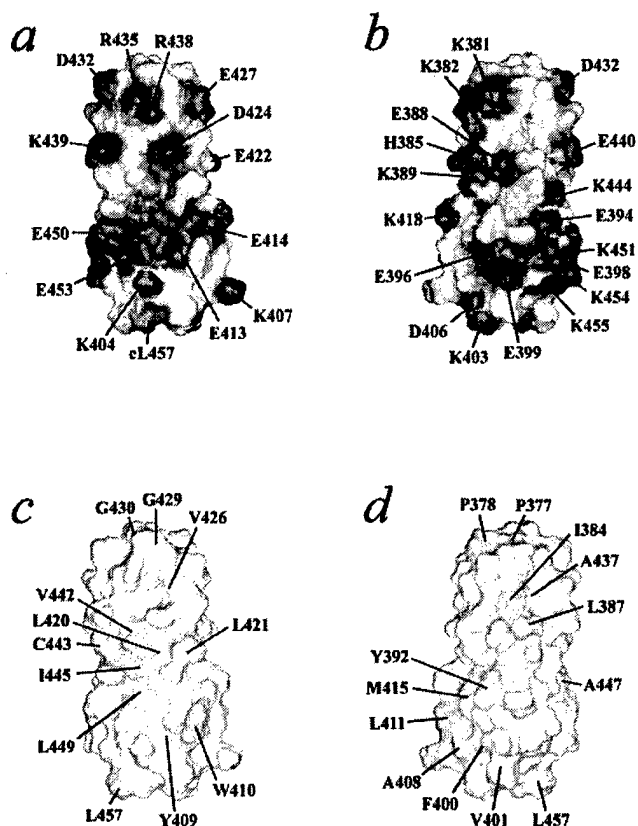 a
R435 R438
D432
E427
D424
K439
E422
E450
E414
E453
K407
K404
E413
cL457
b
K381
K382
D432
E388
H385
E440
K389
K444
K418
E394
K451
E396
E398
K454
K455
D406
K403
E399
c
G429
G430
V426
V442
L420
L421
C443
I445
L449
W410
L457
Y409
d
P378 P377
I384
A437
L387
Y392
M415
A447
L411
A408
F400
V401
L457